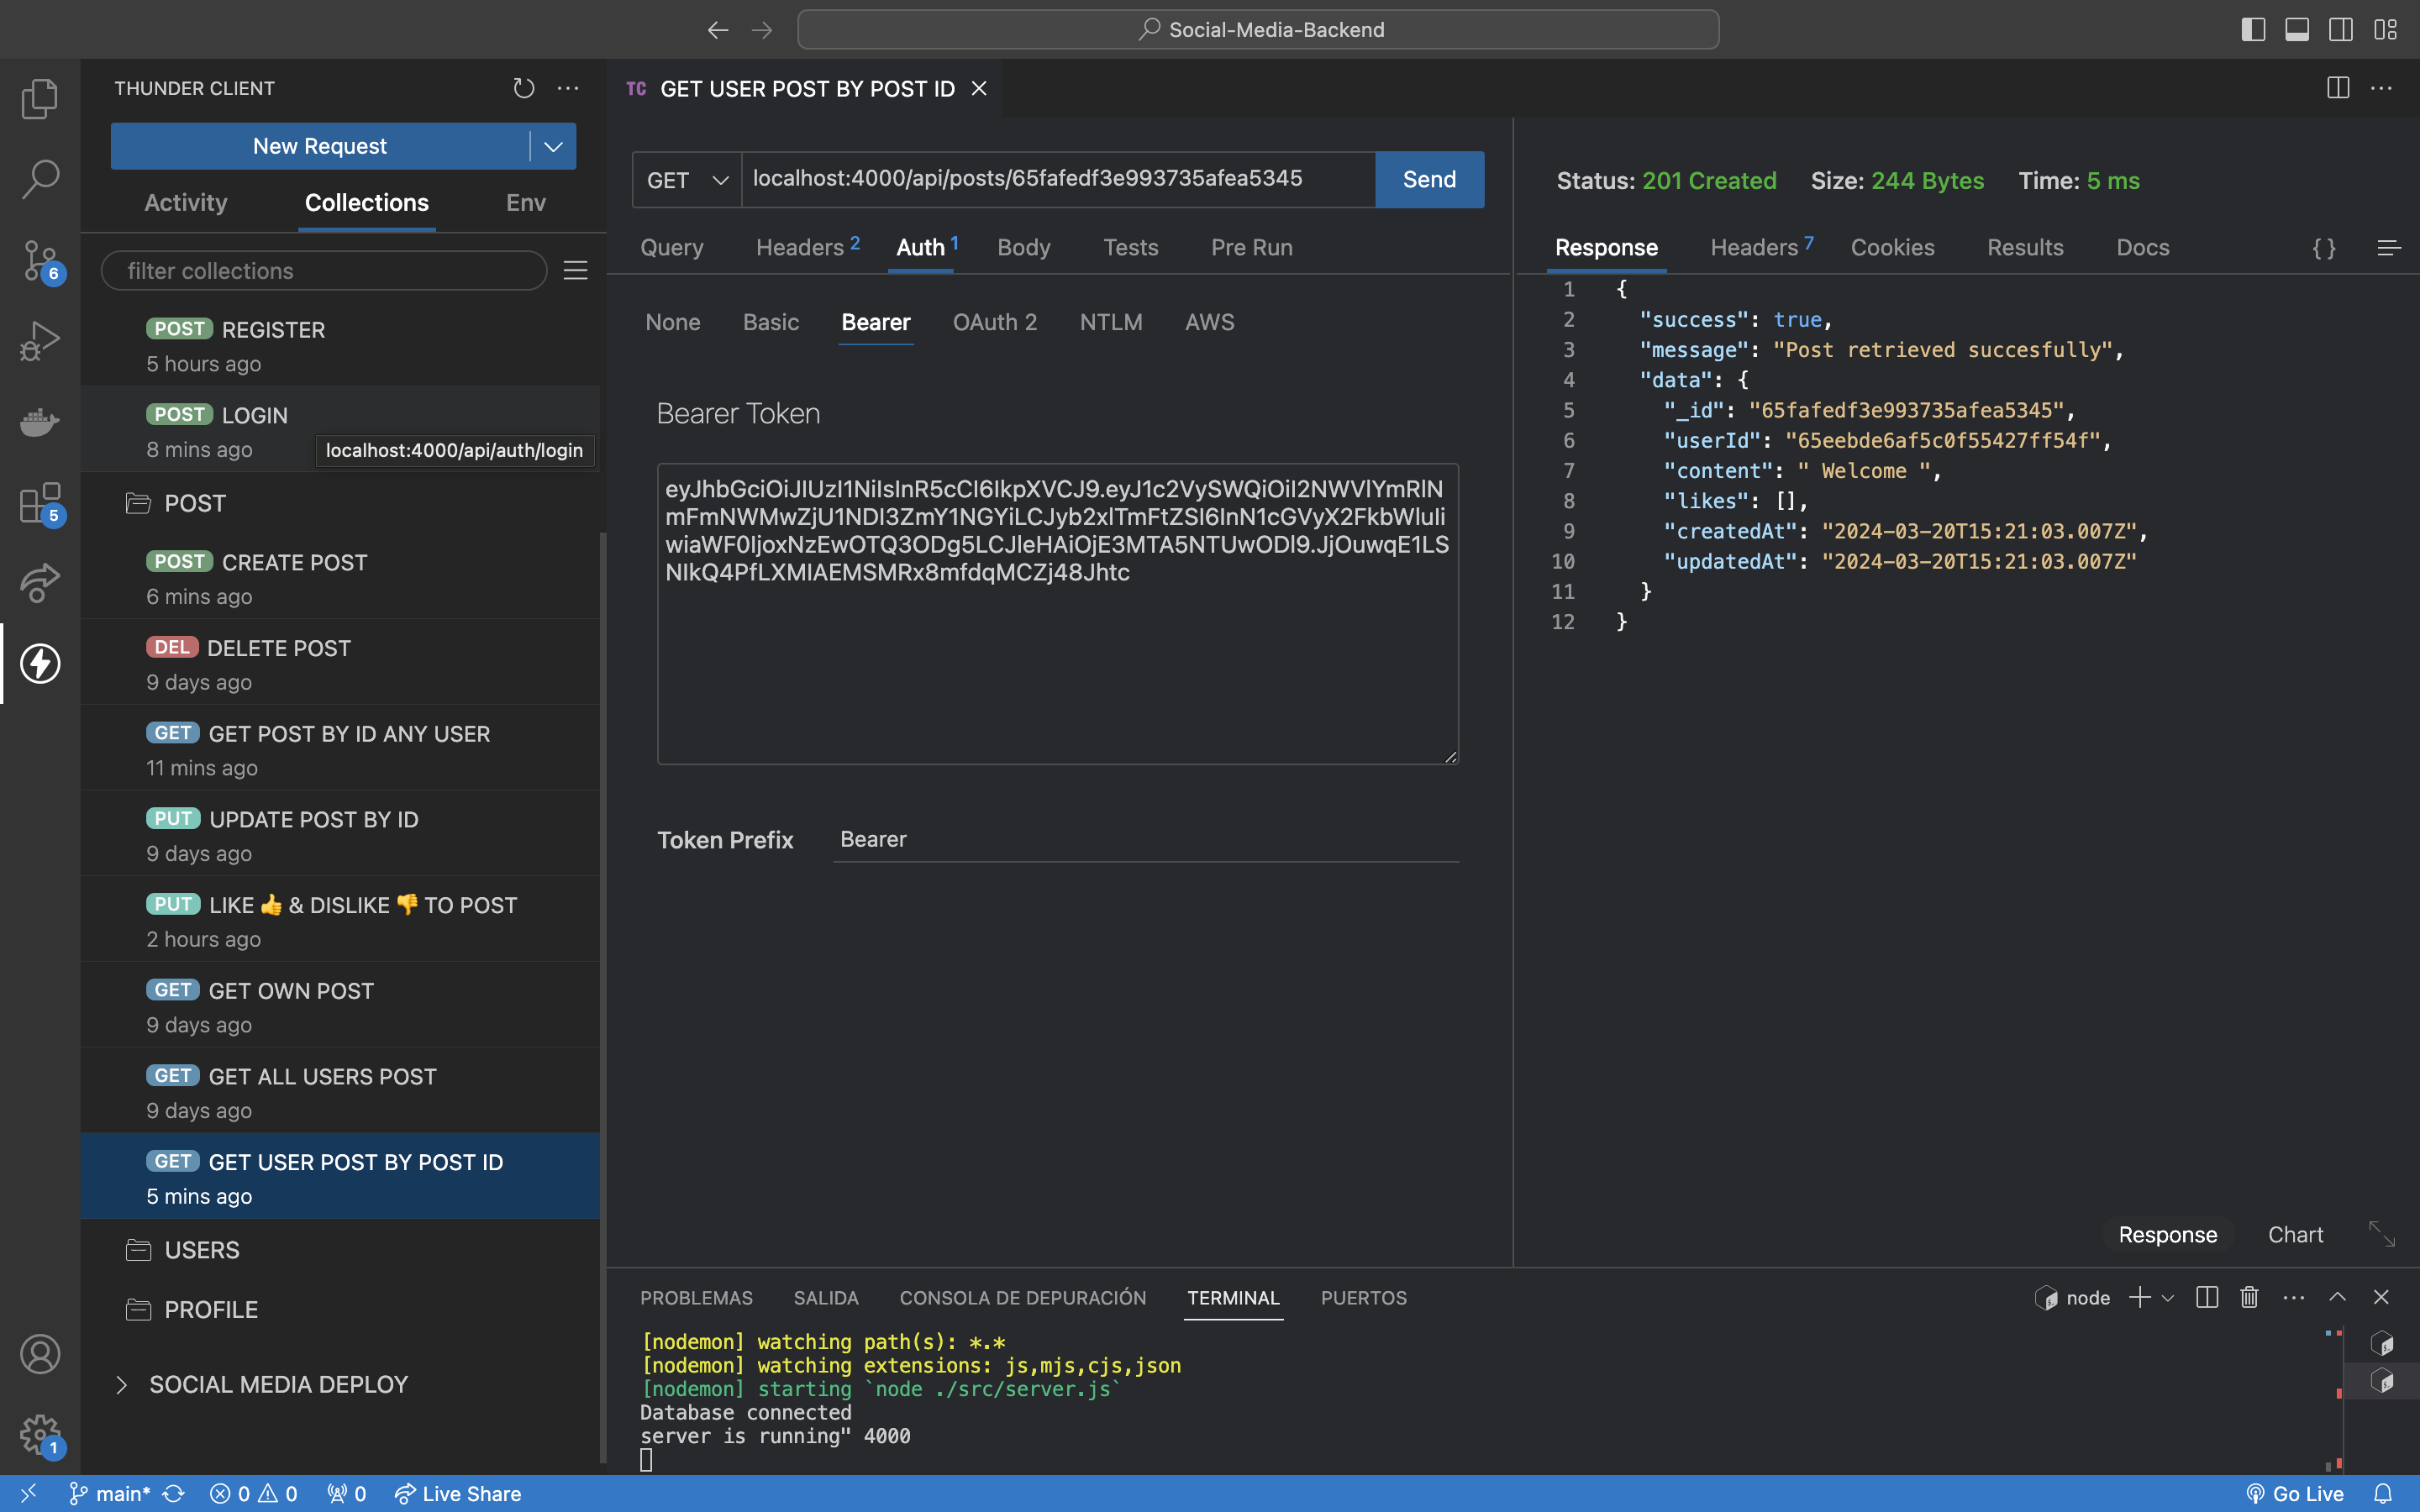 Social-Media-Backend
THUNDER CLIENT
New Request
Activity Collections Env
filter collections
POST REGISTER
5 hours ago
POST LOGIN
8 mins ago
localhost:4000/api/auth/login
POST
POST CREATE POST
6 mins ago
DEL DELETE POST
9 days ago
GET GET POST BY ID ANY USER
11 mins ago
PUT UPDATE POST BY ID
9 days ago
PUT LIKE 👍 & DISLIKE 👎 TO POST
2 hours ago
GET GET OWN POST
9 days ago
GET GET ALL USERS POST
9 days ago
GET GET USER POST BY POST ID
5 mins ago
USERS
PROFILE
SOCIAL MEDIA DEPLOY
6
5
1
TC GET USER POST BY POST ID
GET localhost:4000/api/posts/65fafedf3e993735afea5345 Send
Query Headers 2 Auth 1 Body Tests Pre Run
None Basic Bearer OAuth 2 NTLM AWS
Bearer Token
eyJhbGciOiJIUzI1NiIsInR5cCI6IkpXVCJ9.eyJ1c2VySWQiOiI2NWVlYmRlN
mFmNWMwZjU1NDI3ZmY1NGYiLCJyb2xlTmFtZSI6InN1cGVyX2FkbWluIi
wiaWF0IjoxNzEwOTQ3ODg5LCJleHAiOjE3MTA5NTUwODl9.JjOuwqE1LS
NIkQ4PfLXMIAEMSMRx8mfdqMCZj48Jhtc
Token Prefix Bearer
Status: 201 Created Size: 244 Bytes Time: 5 ms
Response Headers 7 Cookies Results Docs { }
1 {
2 "success": true,
3 "message": "Post retrieved succesfully",
4 "data": {
5 "_id": "65fafedf3e993735afea5345",
6 "userId": "65eebde6af5c0f55427ff54f",
7 "content": " Welcome ",
8 "likes": [],
9 "createdAt": "2024-03-20T15:21:03.007Z",
10 "updatedAt": "2024-03-20T15:21:03.007Z"
11 }
12 }
Response Chart
PROBLEMAS SALIDA CONSOLA DE DEPURACIÓN TERMINAL PUERTOS
node
[nodemon] watching path(s): *.*
[nodemon] watching extensions: js,mjs,cjs,json
[nodemon] starting `node ./src/server.js`
Database connected
server is running" 4000
main* 0 0 0 Live Share
Go Live